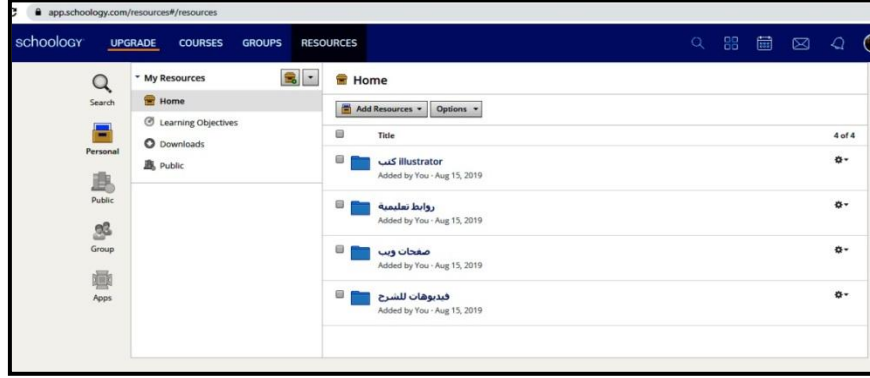 app.schoology.com/resources#/resources
schoology UPGRADE COURSES GROUPS RESOURCES
Search
Personal
Public
Group
Apps
My Resources
Home
Learning Objectives
Downloads
Public
Home
Add Resources Options
Title 4 of 4
كتب illustrator
Added by You - Aug 15, 2019
روابط تعليمية
Added by You - Aug 15, 2019
صفحات ويب
Added by You - Aug 15, 2019
فيديوهات للشرح
Added by You - Aug 15, 2019